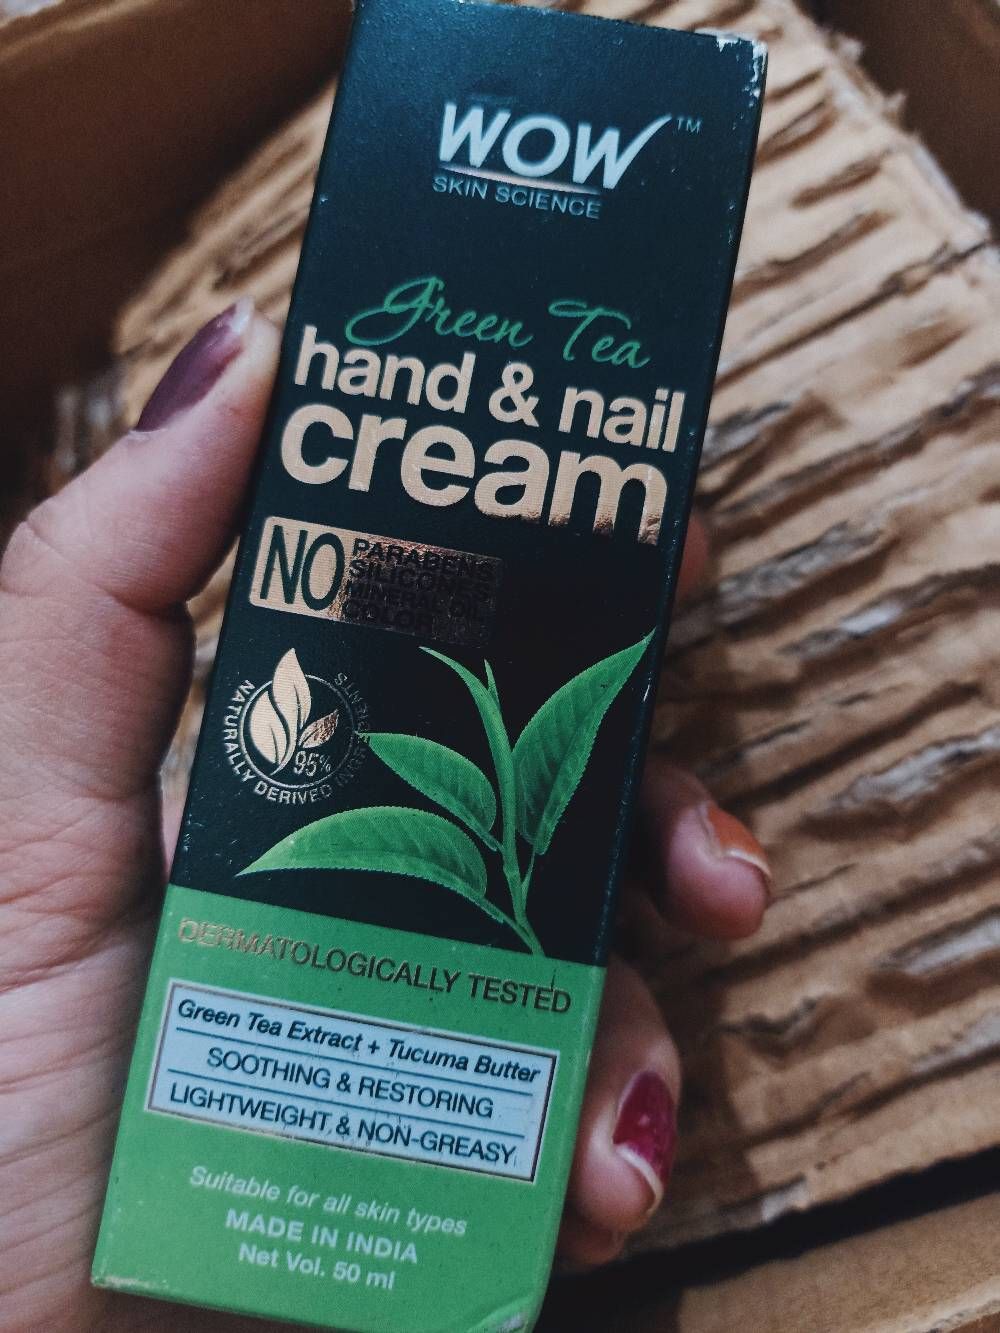 WOW™
SKIN SCIENCE
Green Tea
hand & nail
cream
NO
PARABENS
SILICONES
MINERAL OIL
COLOR
NATURALLY DERIVED INGREDIENTS
95%
DERMATOLOGICALLY TESTED
Green Tea Extract + Tucuma Butter
SOOTHING & RESTORING
LIGHTWEIGHT & NON-GREASY
Suitable for all skin types
MADE IN INDIA
Net Vol. 50 ml